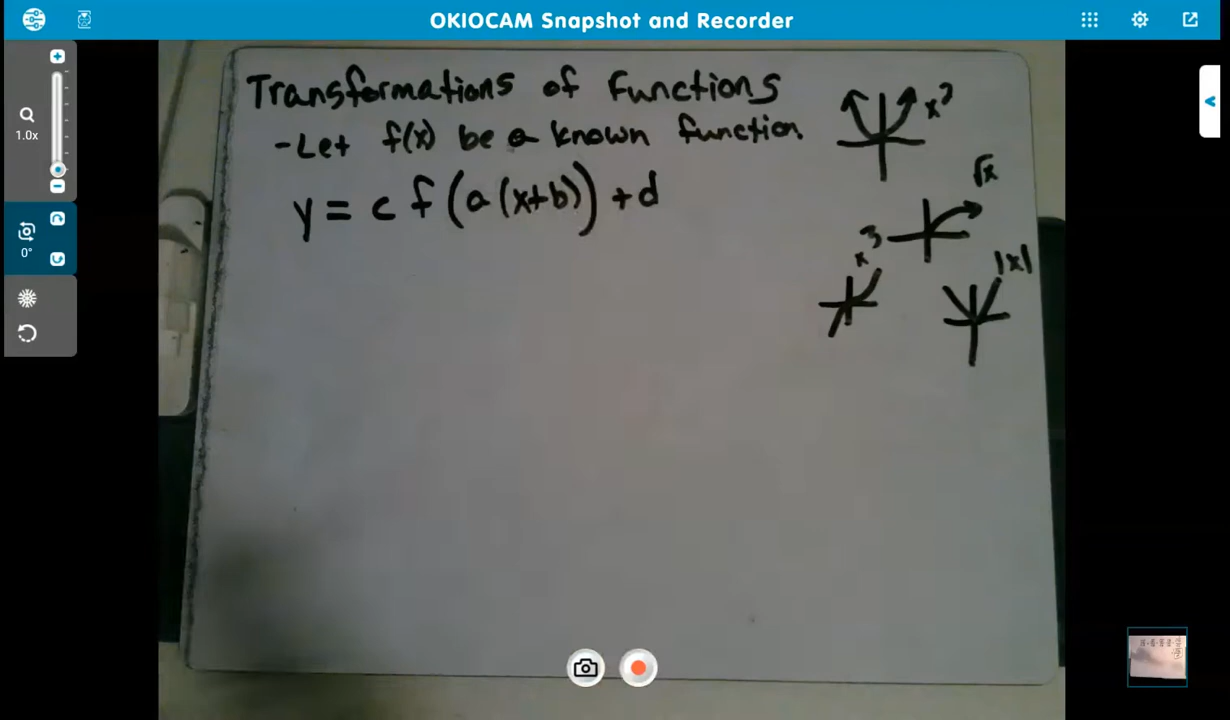 OKIOCAM Snapshot and Recorder
1.0x
0°
Transformations of Functions
-Let f(x) be a known function.
y = c f(a(x+b)) + d
x²
√x
x³
|x|